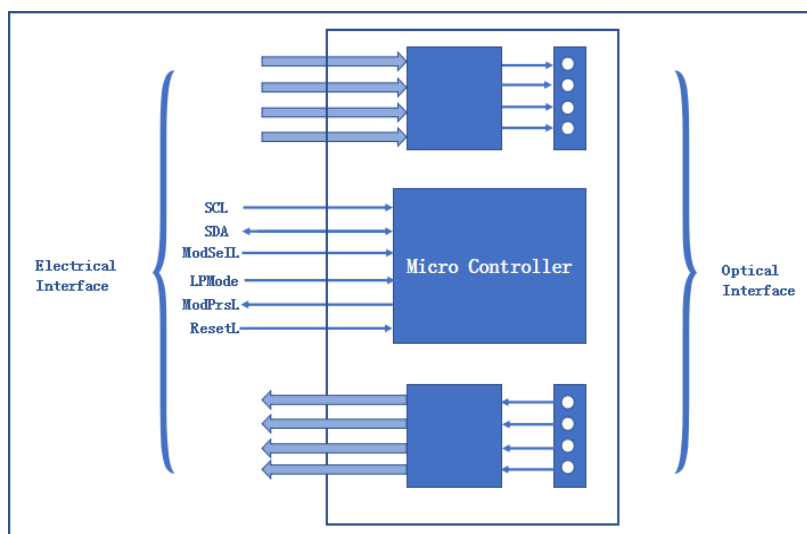 SCL
SDA
ModSelL
LPMode
ModPrsL
ResetL
Electrical
Interface
Micro Controller
Optical
Interface